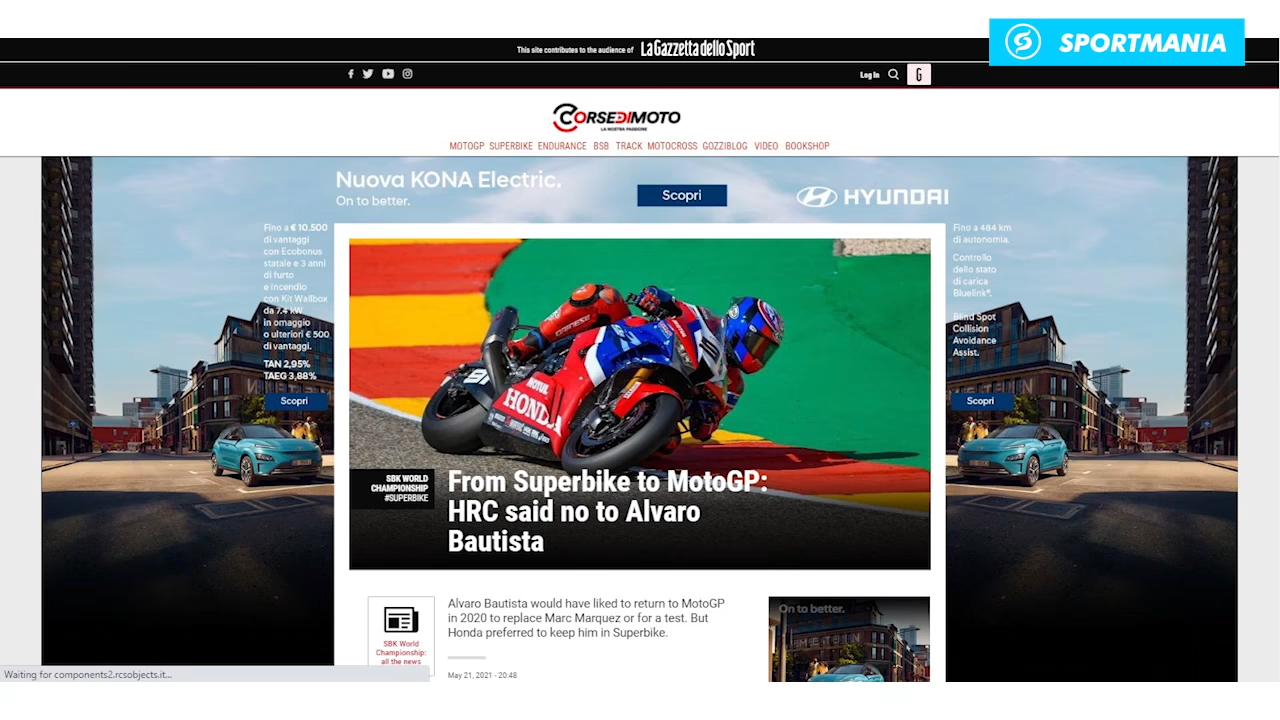 SPORTMANIA
This site contributes to the audience of La Gazzetta dello Sport
Log In
G
CORSEDIMOTO
LA NOSTRA PASSIONE
MOTOGP SUPERBIKE ENDURANCE BSB TRACK MOTOCROSS GOZZIBLOG VIDEO BOOKSHOP
Nuova KONA Electric.
On to better.
Scopri
HYUNDAI
Fino a € 10.500
di vantaggi
con Ecobonus
statale e 3 anni
di furto
e incendio
con Kit Wallbox
da 7.4 kW
in omaggio
o ulteriori € 500
di vantaggi.
TAN 2,95%
TAEG 3,88%
Scopri
Fino a 484 km
di autonomia.
Controllo
dello stato
di carica
Bluelink®.
Blind Spot
Collision
Avoidance
Assist.
Scopri
MOTUL
HONDA
SBK WORLD
CHAMPIONSHIP
#SUPERBIKE
From Superbike to MotoGP:
HRC said no to Alvaro
Bautista
SBK World
Championship:
all the news
Alvaro Bautista would have liked to return to MotoGP
in 2020 to replace Marc Marquez or for a test. But
Honda preferred to keep him in Superbike.
May 21, 2021 - 20:48
On to better.
Waiting for components2.rcsobjects.it...